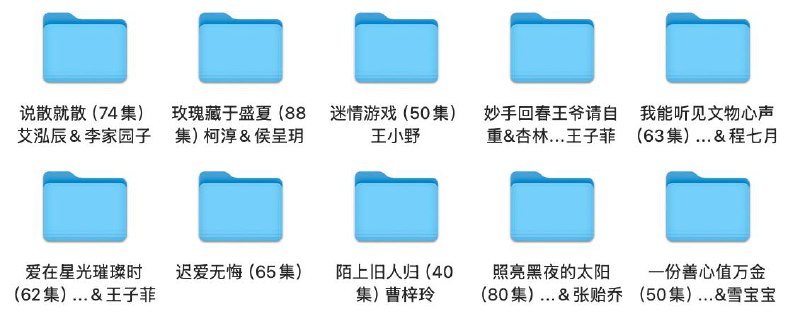 说散就散（74集）
艾泓辰＆李家园子
玫瑰藏于盛夏（88
集）柯淳＆侯呈玥
迷情游戏（50集）
王小野
妙手回春王爷请自
重&杏林...王子菲
我能听见文物心声
（63集）...＆程七月
爱在星光璀璨时
（62集）...＆王子菲
迟爱无悔（65集）
陌上旧人归（40
集）曹梓玲
照亮黑夜的太阳
（80集）...＆张贻乔
一份善心值万金
（50集）...&雪宝宝